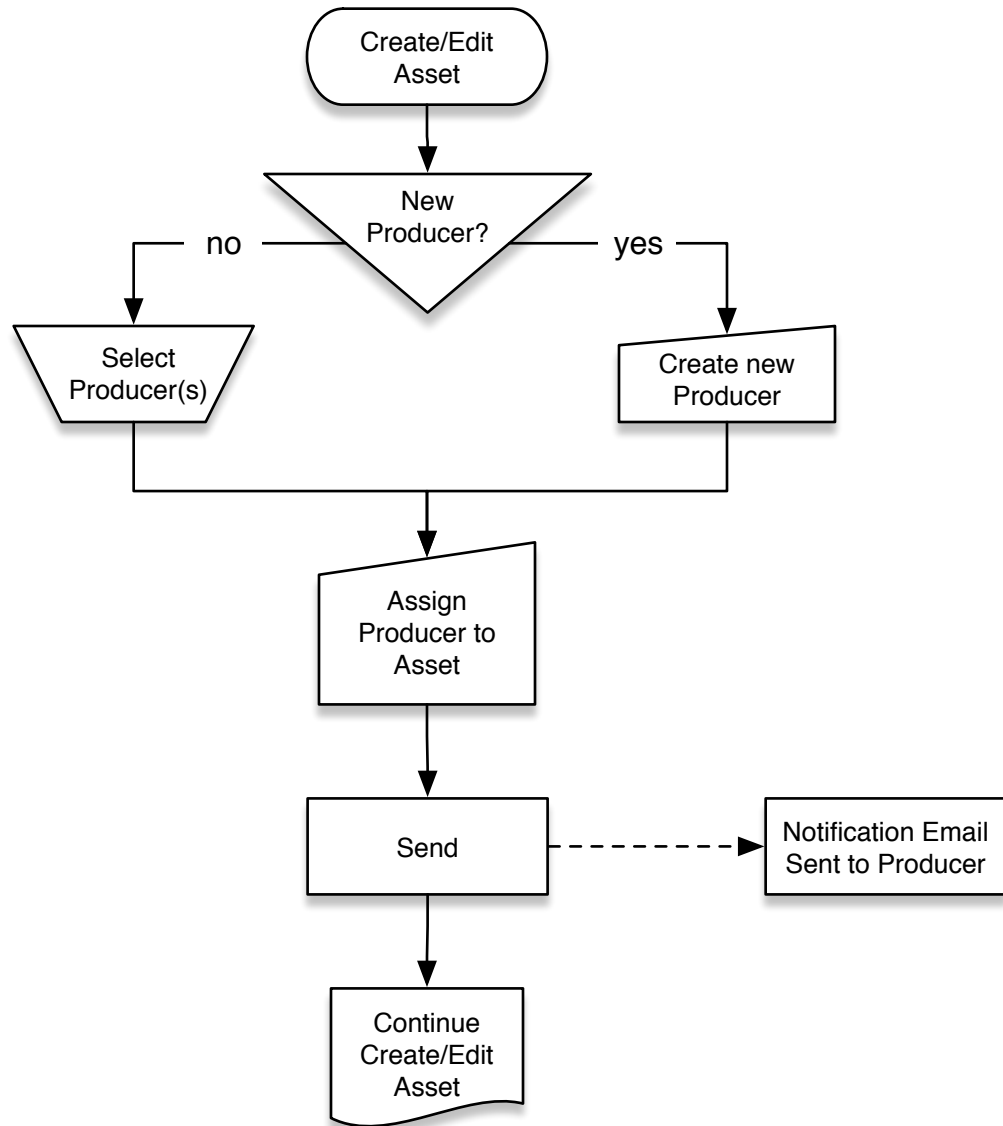 Create/Edit
Asset
New
Producer?
no
yes
Select
Producer(s)
Create new
Producer
Assign
Producer to
Asset
Send
Notification Email
Sent to Producer
Continue
Create/Edit
Asset